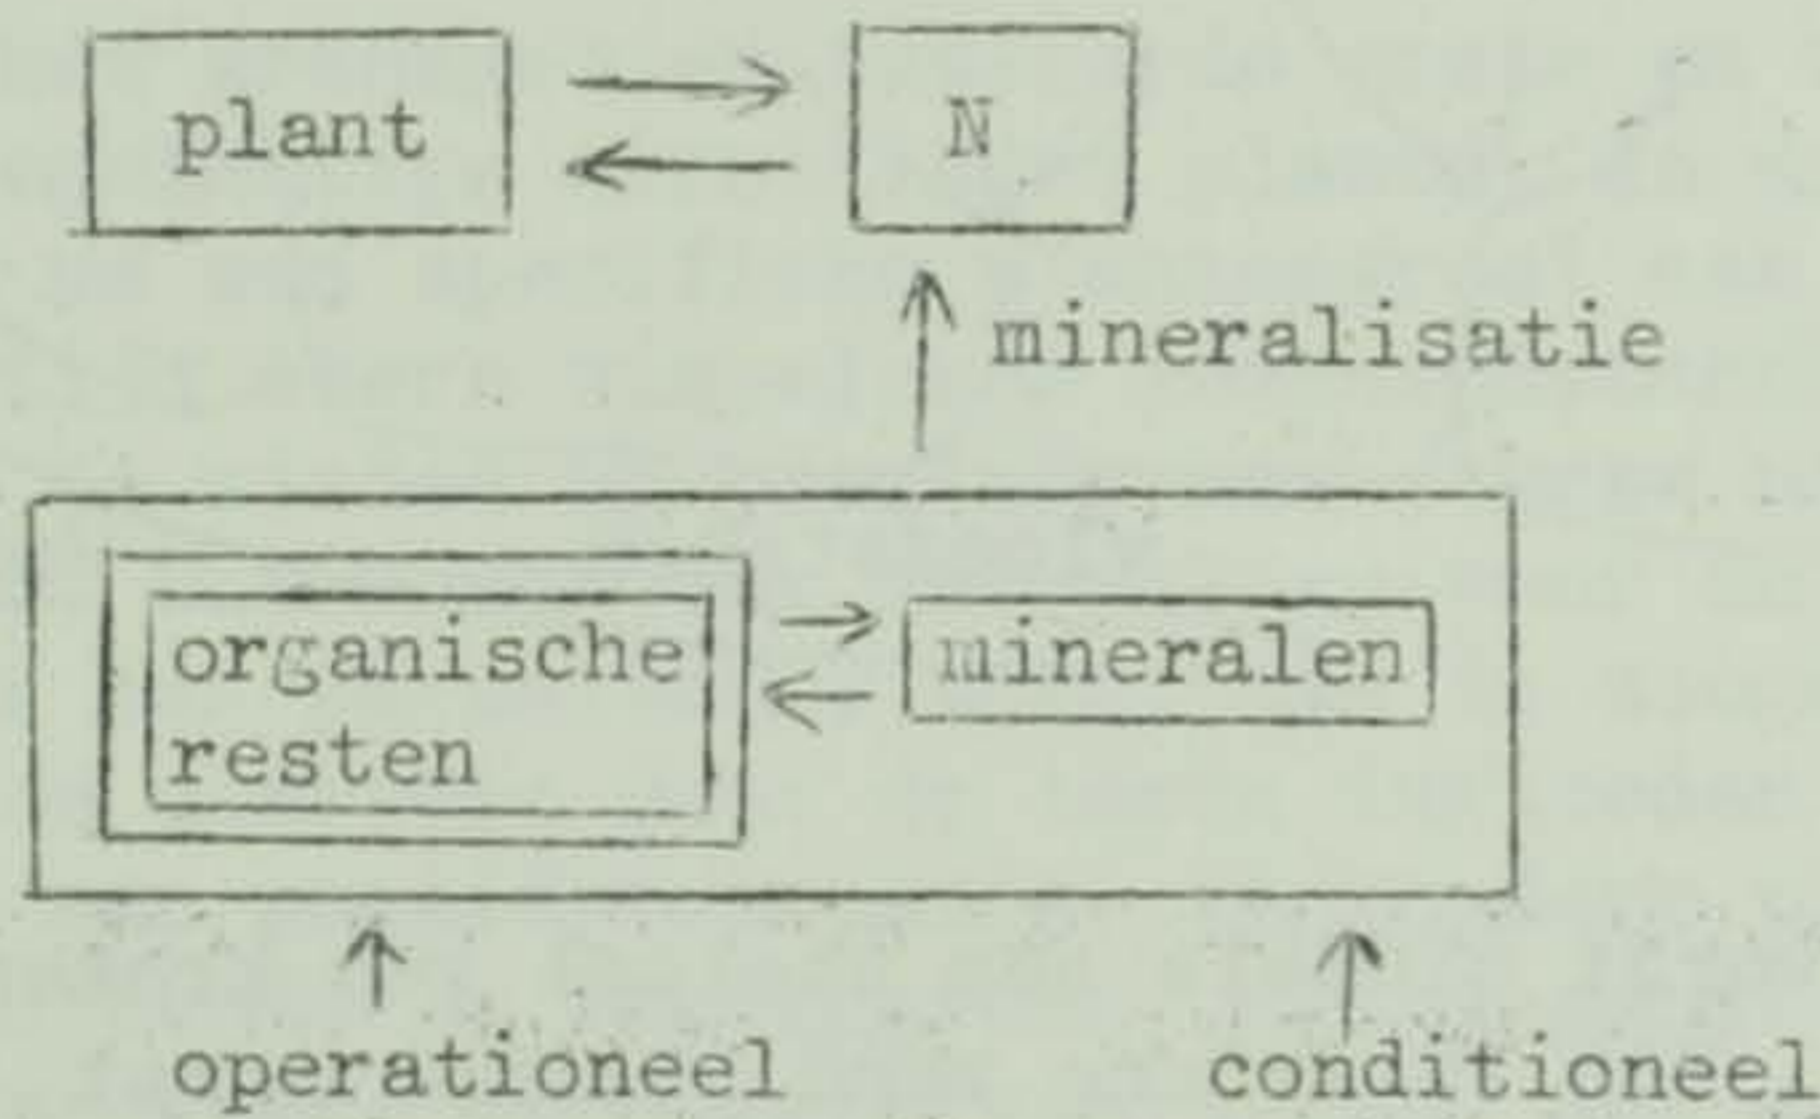 plant
N
mineralisatie
organische
resten
mineralen
operationeel
conditioneel